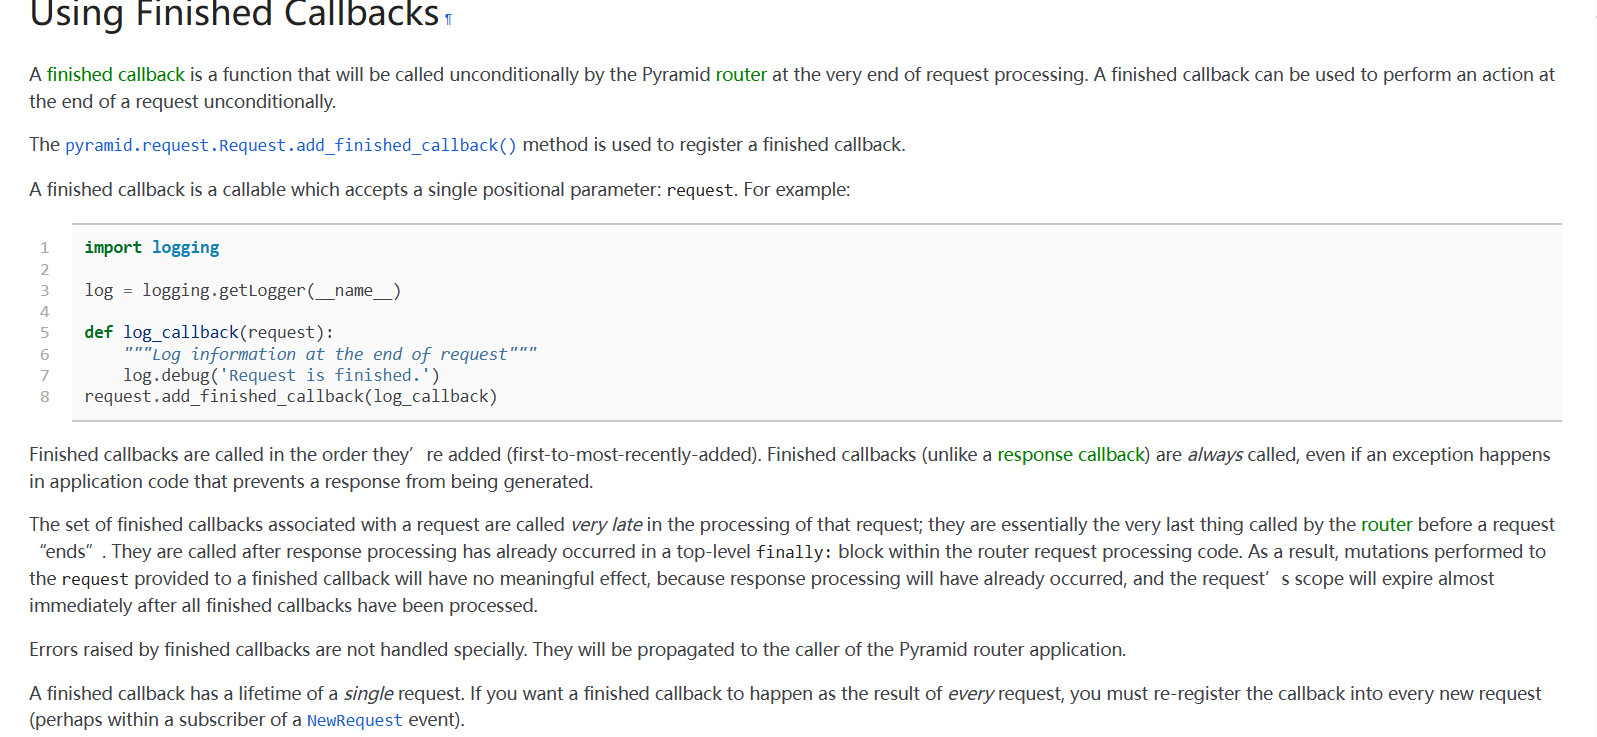 Using Finished Callbacks¶
A finished callback is a function that will be called unconditionally by the Pyramid router at the very end of request processing. A finished callback can be used to perform an action at
the end of a request unconditionally.
The pyramid.request.Request.add_finished_callback() method is used to register a finished callback.
A finished callback is a callable which accepts a single positional parameter: request. For example:
1 import logging
2
3 log = logging.getLogger(__name__)
4
5 def log_callback(request):
6     """Log information at the end of request"""
7     log.debug('Request is finished.')
8 request.add_finished_callback(log_callback)
Finished callbacks are called in the order they’re added (first-to-most-recently-added). Finished callbacks (unlike a response callback) are always called, even if an exception happens
in application code that prevents a response from being generated.
The set of finished callbacks associated with a request are called very late in the processing of that request; they are essentially the very last thing called by the router before a request
“ends”. They are called after response processing has already occurred in a top-level finally: block within the router request processing code. As a result, mutations performed to
the request provided to a finished callback will have no meaningful effect, because response processing will have already occurred, and the request’s scope will expire almost
immediately after all finished callbacks have been processed.
Errors raised by finished callbacks are not handled specially. They will be propagated to the caller of the Pyramid router application.
A finished callback has a lifetime of a single request. If you want a finished callback to happen as the result of every request, you must re-register the callback into every new request
(perhaps within a subscriber of a NewRequest event).